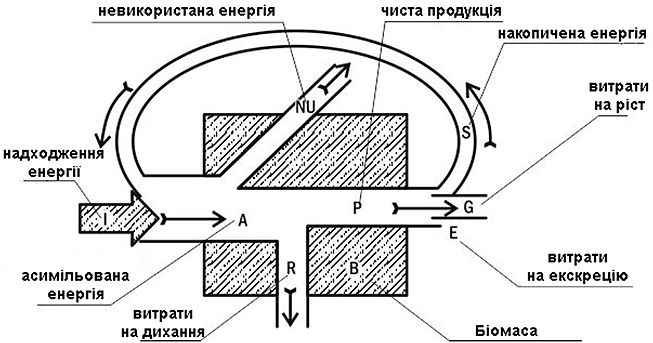 невикористана енергія
чиста продукція
накопичена енергія
витрати
на ріст
NU
S
надходження
енергії
I
A
P
G
E
R
B
асимільована
енергія
витрати
на дихання
витрати
на екскрецію
Біомаса